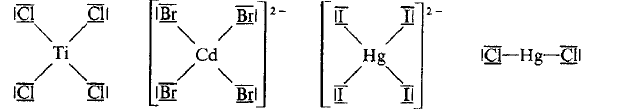 Cl Cl Br Br 2− I I 2−
Ti Cd Hg Cl—Hg—Cl
Cl Cl Br Br I I